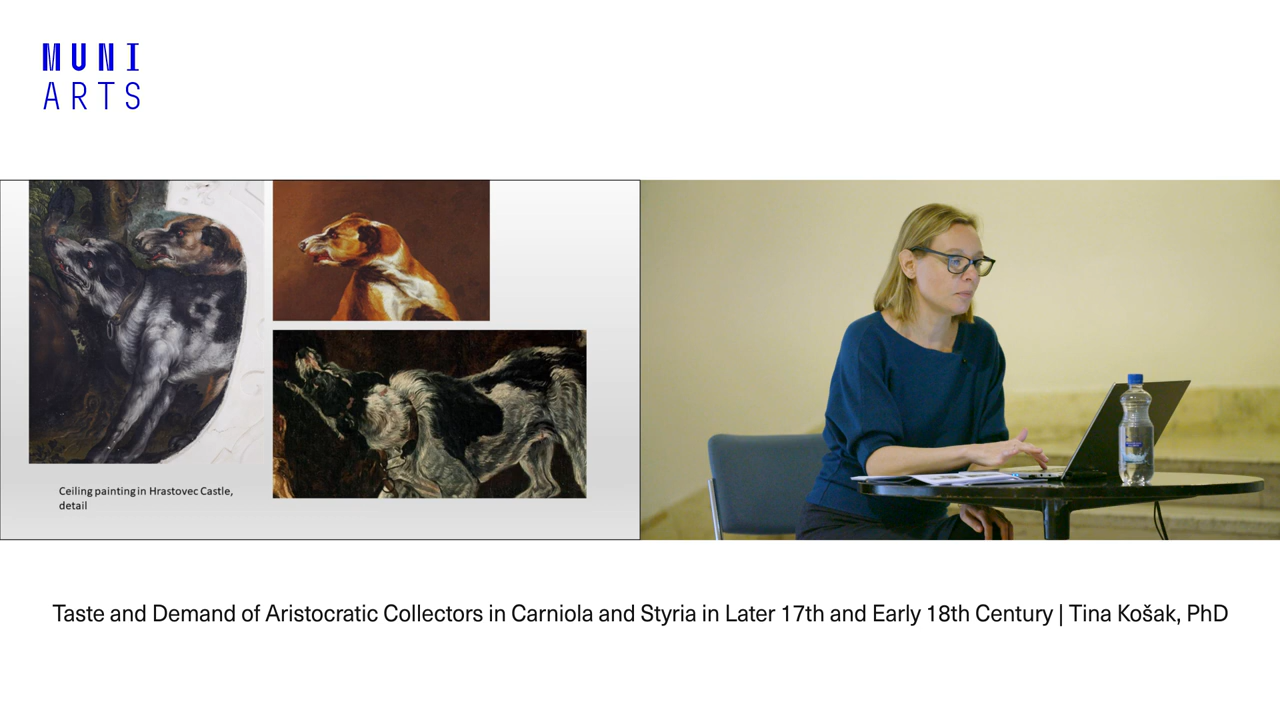 MUNI
ARTS
Ceiling painting in Hrastovec Castle,
detail
Taste and Demand of Aristocratic Collectors in Carniola and Styria in Later 17th and Early 18th Century | Tina Košak, PhD